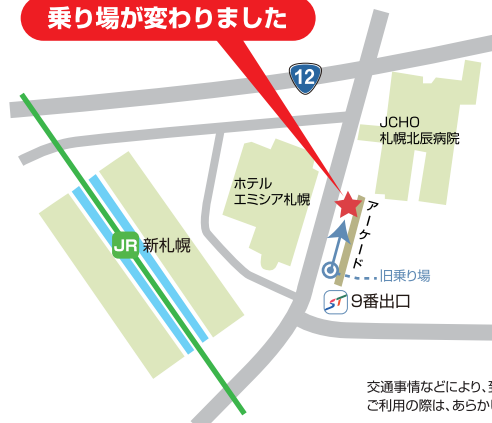 乗り場が変わりました
12
JCHO
札幌北辰病院
ホテル
エミシア札幌
アーケード
JR 新札幌
旧乗り場
ST 9番出口
交通事情などにより、
ご利用の際は、あらか